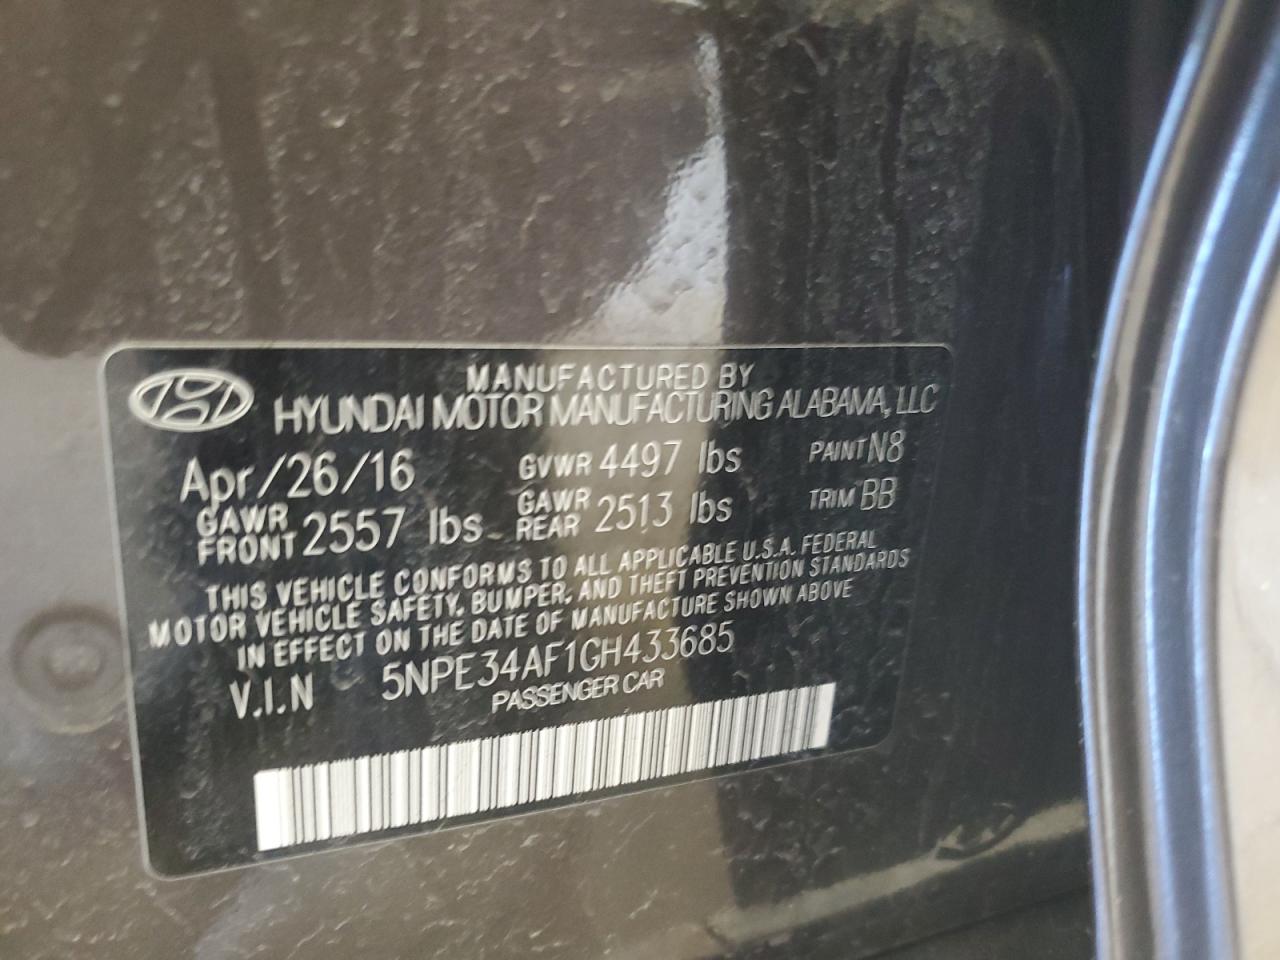 MANUFACTURED BY
HYUNDAI MOTOR MANUFACTURING ALABAMA, LLC
Apr/26/16 GVWR 4497 lbs PAINT N8
GAWR FRONT 2557 lbs GAWR REAR 2513 lbs TRIM BB
THIS VEHICLE CONFORMS TO ALL APPLICABLE U.S.A. FEDERAL
MOTOR VEHICLE SAFETY, BUMPER, AND THEFT PREVENTION STANDARDS
IN EFFECT ON THE DATE OF MANUFACTURE SHOWN ABOVE
V.I.N 5NPE34AF1GH433685
PASSENGER CAR